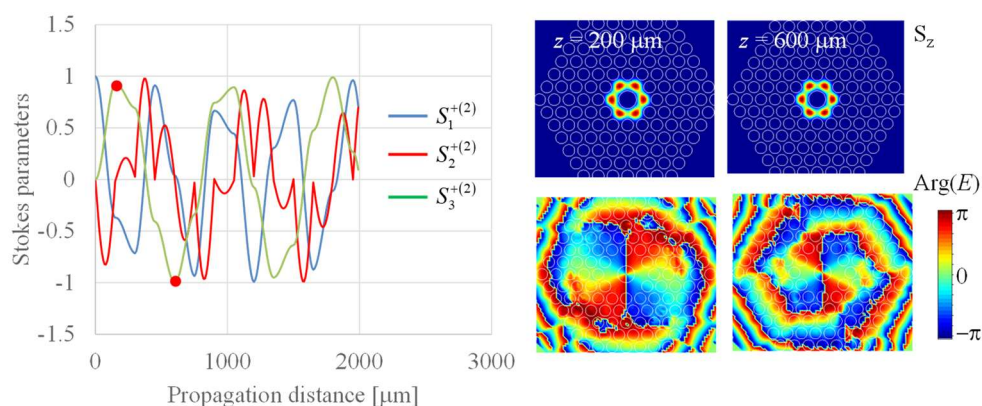 1.5
1
0.5
0
-0.5
-1
-1.5
Stokes parameters
0
1000
2000
3000
Propagation distance [μm]
S₁⁺⁽²⁾
S₂⁺⁽²⁾
S₃⁺⁽²⁾
z = 200 μm
z = 600 μm
S_z
Arg(E)
π
0
−π